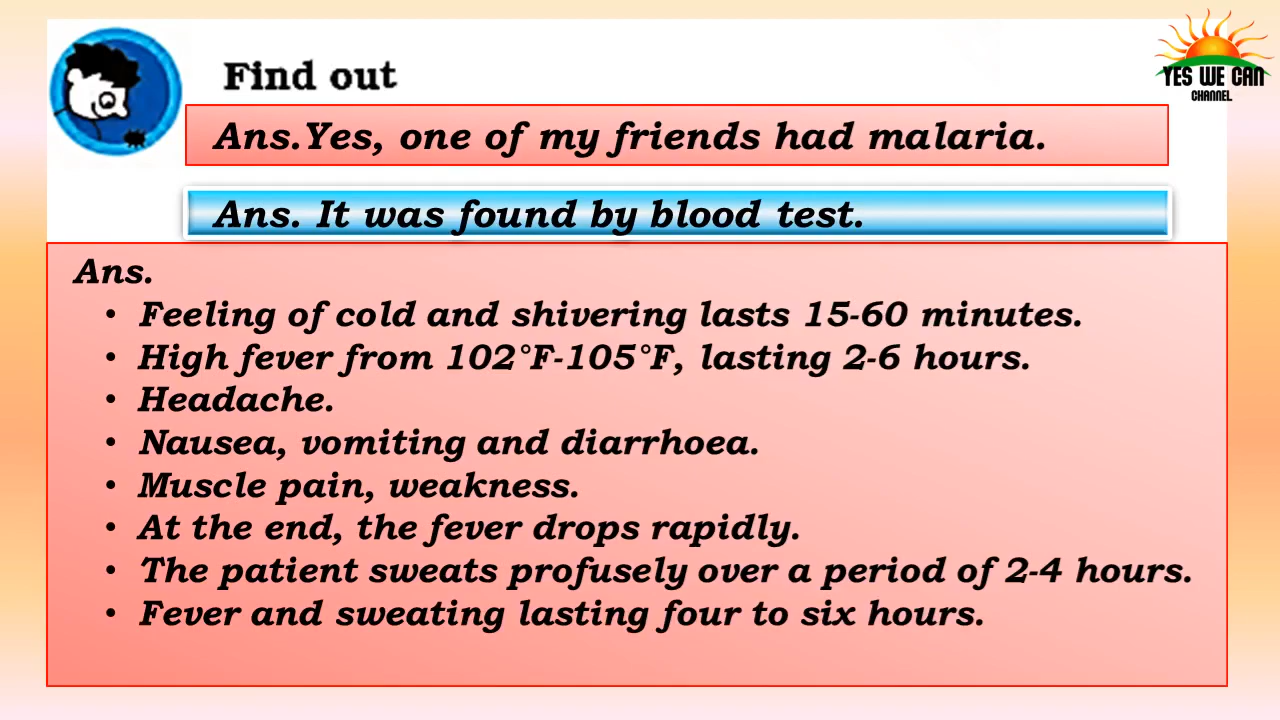 YES WE CAN
CHANNEL
Find out
Ans.Yes, one of my friends had malaria.
Ans. It was found by blood test.
Ans.
• Feeling of cold and shivering lasts 15-60 minutes.
• High fever from 102°F-105°F, lasting 2-6 hours.
• Headache.
• Nausea, vomiting and diarrhoea.
• Muscle pain, weakness.
• At the end, the fever drops rapidly.
• The patient sweats profusely over a period of 2-4 hours.
• Fever and sweating lasting four to six hours.